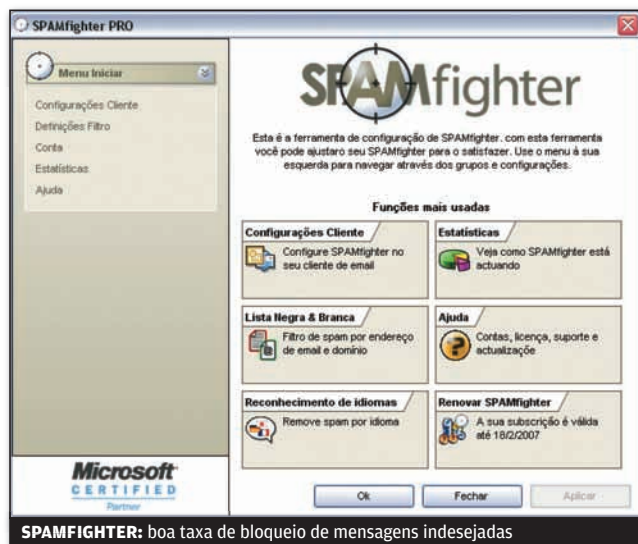 SPAMfighter PRO
Menu Iniciar
Configurações Cliente
Definições Filtro
Conta
Estatísticas
Ajuda
SPAMfighter
Esta é a ferramenta de configuração de SPAMfighter. com esta ferramenta
você pode ajustaro seu SPAMfighter para o satisfazer. Use o menu à sua
esquerda para navegar através dos grupos e configurações.
Funções mais usadas
Configurações Cliente
Configure SPAMfighter no
seu cliente de email
Estatísticas
Veja como SPAMfighter está
actuando
Lista Negra & Branca
Filtro de spam por endereço
de email e domínio
Ajuda
Contas, licença, suporte e
actualizaçõe
Reconhecimento de idiomas
Remove spam por idioma
Renovar SPAMfighter
A sua subscrição é válida
até 18/2/2007
Microsoft
CERTIFIED
Partner
Ok
Fechar
Aplicar
SPAMFIGHTER: boa taxa de bloqueio de mensagens indesejadas